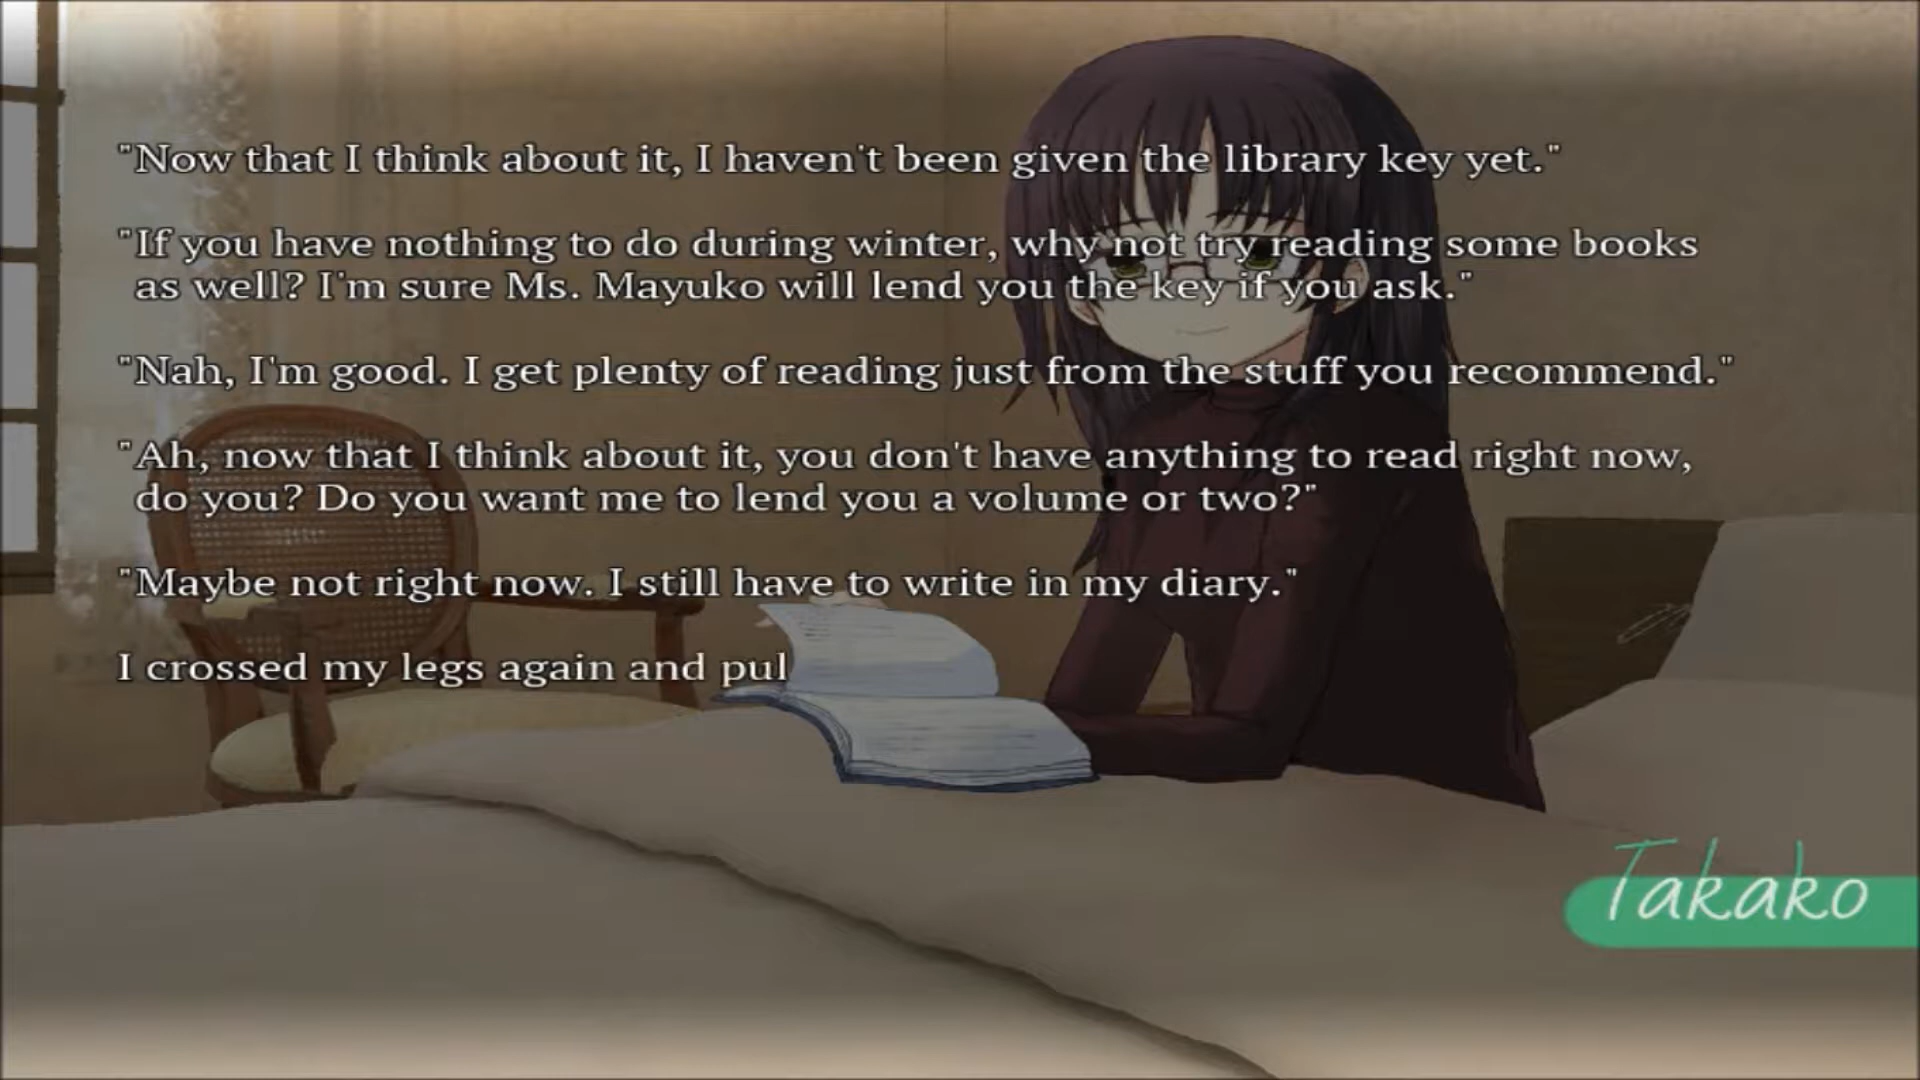 "Now that I think about it, I haven't been given the library key yet."
"If you have nothing to do during winter, why not try reading some books
as well? I'm sure Ms. Mayuko will lend you the key if you ask."
"Nah, I'm good. I get plenty of reading just from the stuff you recommend."
"Ah, now that I think about it, you don't have anything to read right now,
do you? Do you want me to lend you a volume or two?"
"Maybe not right now. I still have to write in my diary."
I crossed my legs again and pul
Takako